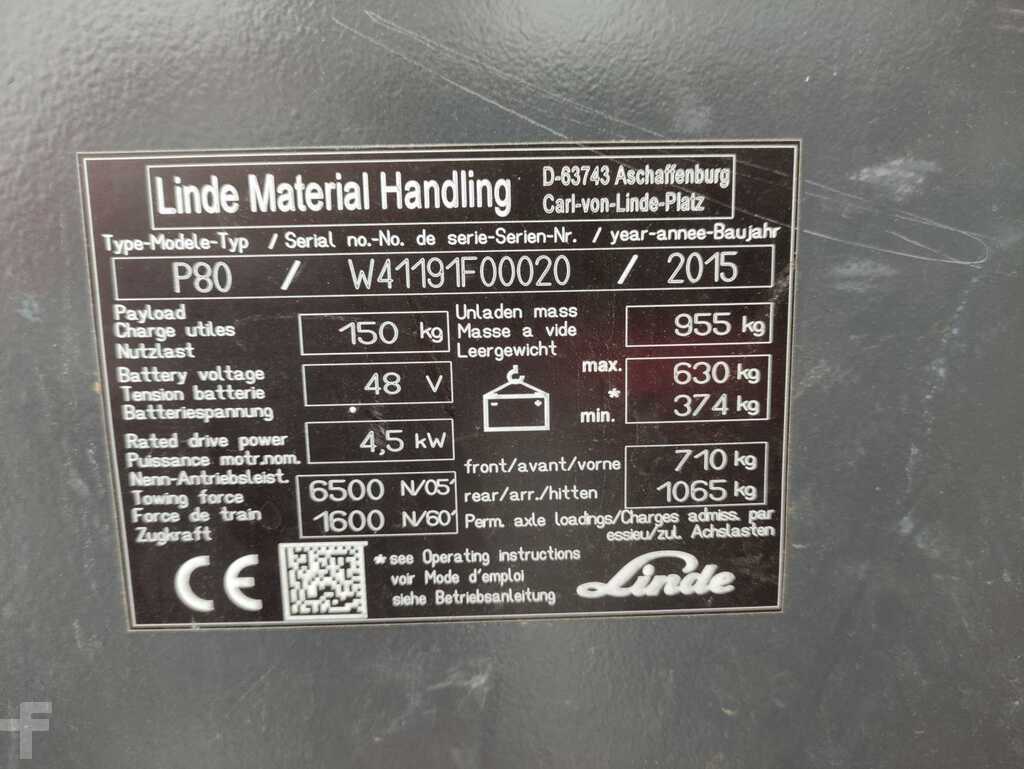 Linde Material Handling
D-63743 Aschaffenburg
Carl-von-Linde-Platz
Type-Modele-Typ / Serial no.-No. de serie-Serien-Nr. / year-annee-Baujahr
P80 / W41191F00020 / 2015
Payload
Charge utiles
Nutzlast
150 kg
Unladen mass
Masse a vide
Leergewicht
955 kg
Battery voltage
Tension batterie
Batteriespannung
48 V
max. 630 kg
*
min. 374 kg
Rated drive power
Puissance motr.nom.
Nenn-Antriebsleist.
4,5 kW
front/avant/vorne 710 kg
rear/arr./hitten 1065 kg
Towing force
Force de train
Zugkraft
6500 N/05'
1600 N/60'
Perm. axle loadings/Charges admiss. par
essieu/zul. Achslasten
CE
*see Operating instructions
voir Mode d'emploi
siehe Betriebsanleitung
Linde
F